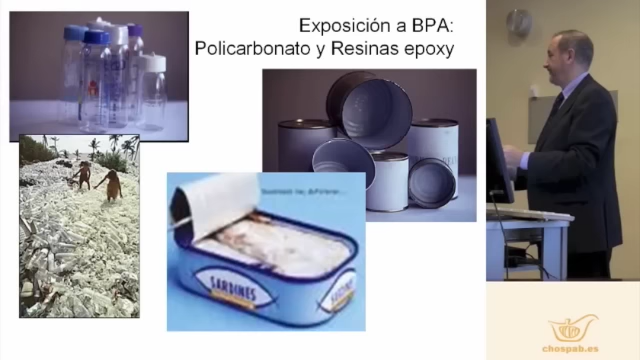 Exposición a BPA:
Policarbonato y Resinas epoxy
SARDINES
chospab.es